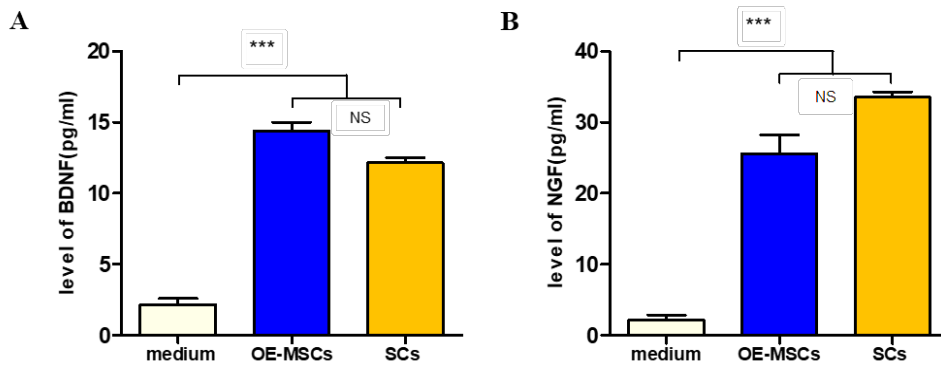 A
level of BDNF(pg/ml)
20
15
10
5
0
***
NS
medium OE-MSCs SCs
B
level of NGF(pg/ml)
40
30
20
10
0
***
NS
medium OE-MSCs SCs